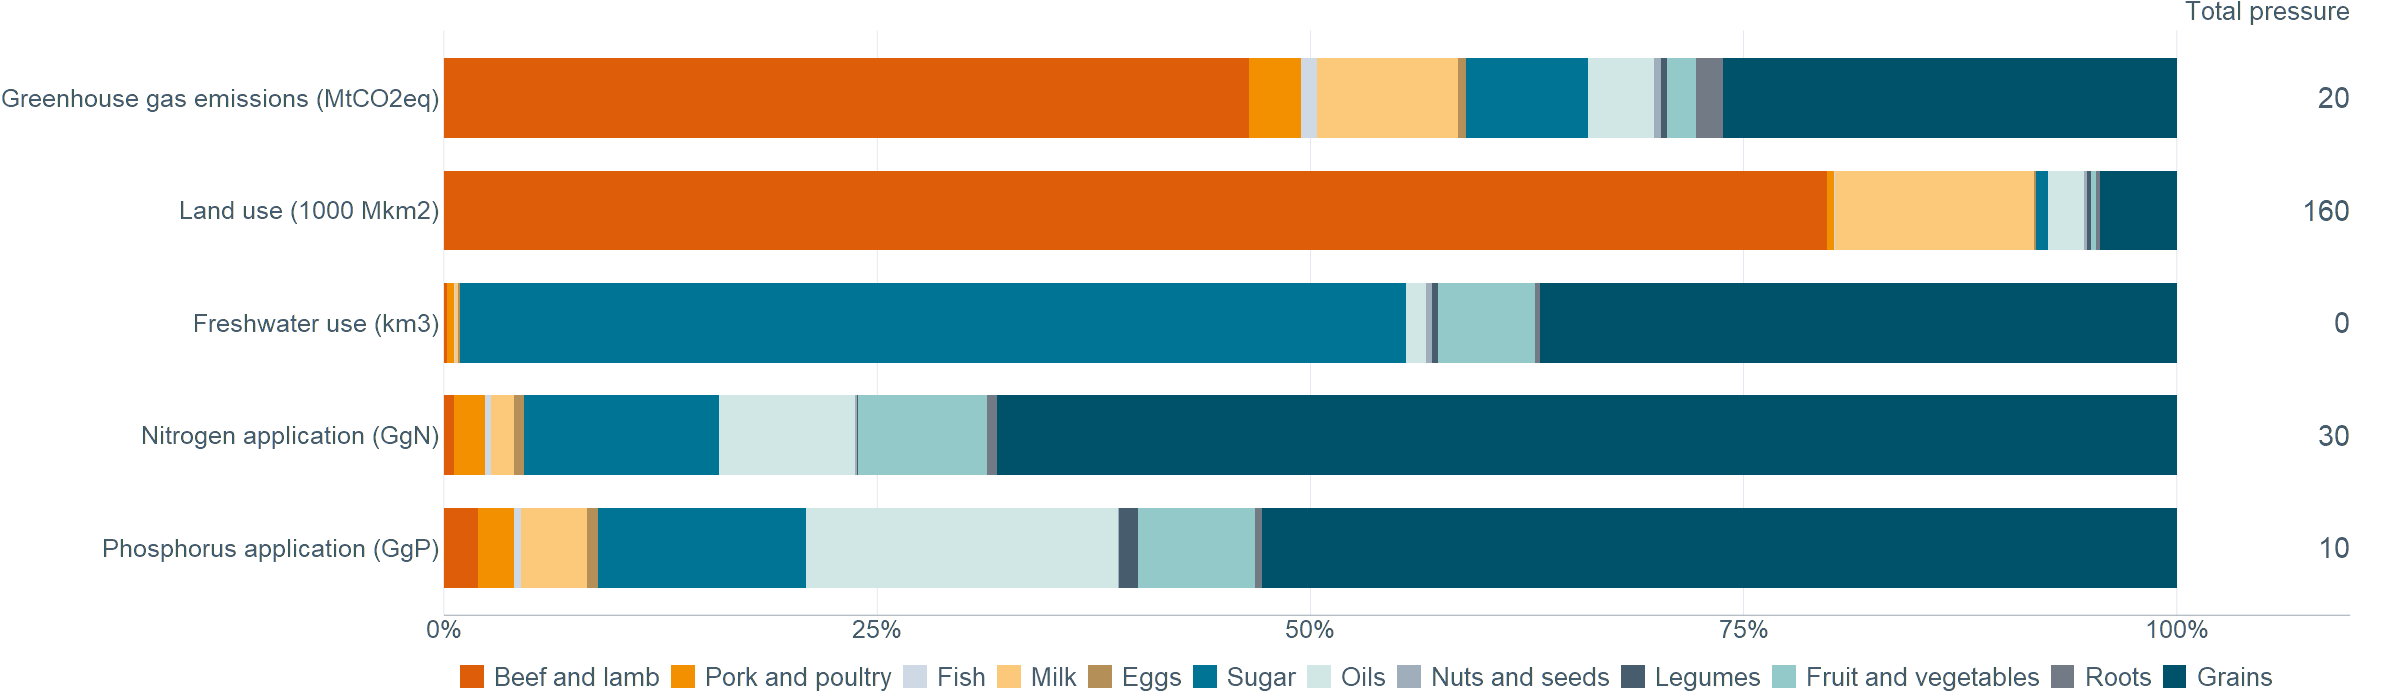 Total pressure
Greenhouse gas emissions (MtCO2eq) 20
Land use (1000 Mkm2) 160
Freshwater use (km3) 0
Nitrogen application (GgN) 30
Phosphorus application (GgP) 10
0% 25% 50% 75% 100%
Beef and lamb Pork and poultry Fish Milk Eggs Sugar Oils Nuts and seeds Legumes Fruit and vegetables Roots Grains